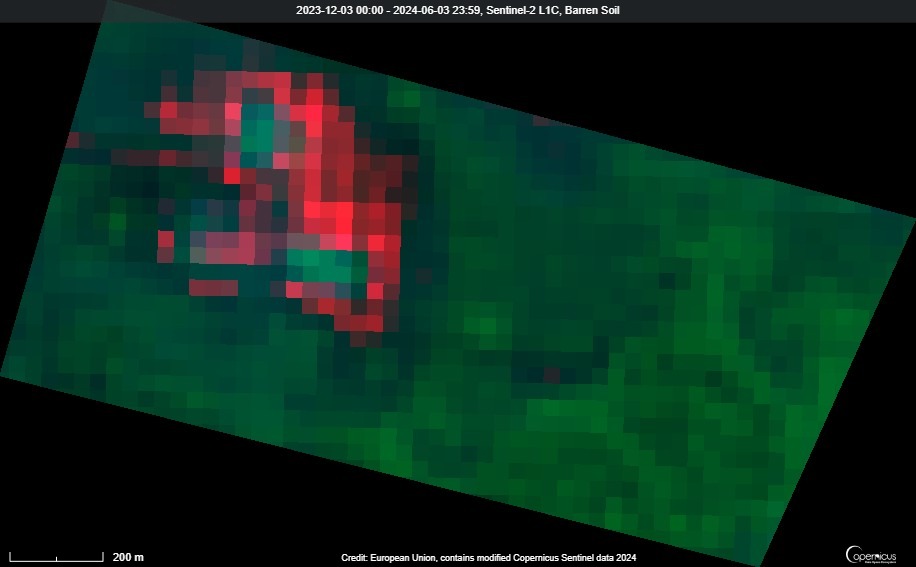 2023-12-03 00:00 - 2024-06-03 23:59, Sentinel-2 L1C, Barren Soil
200 m
Credit: European Union, contains modified Copernicus Sentinel data 2024
opernicus